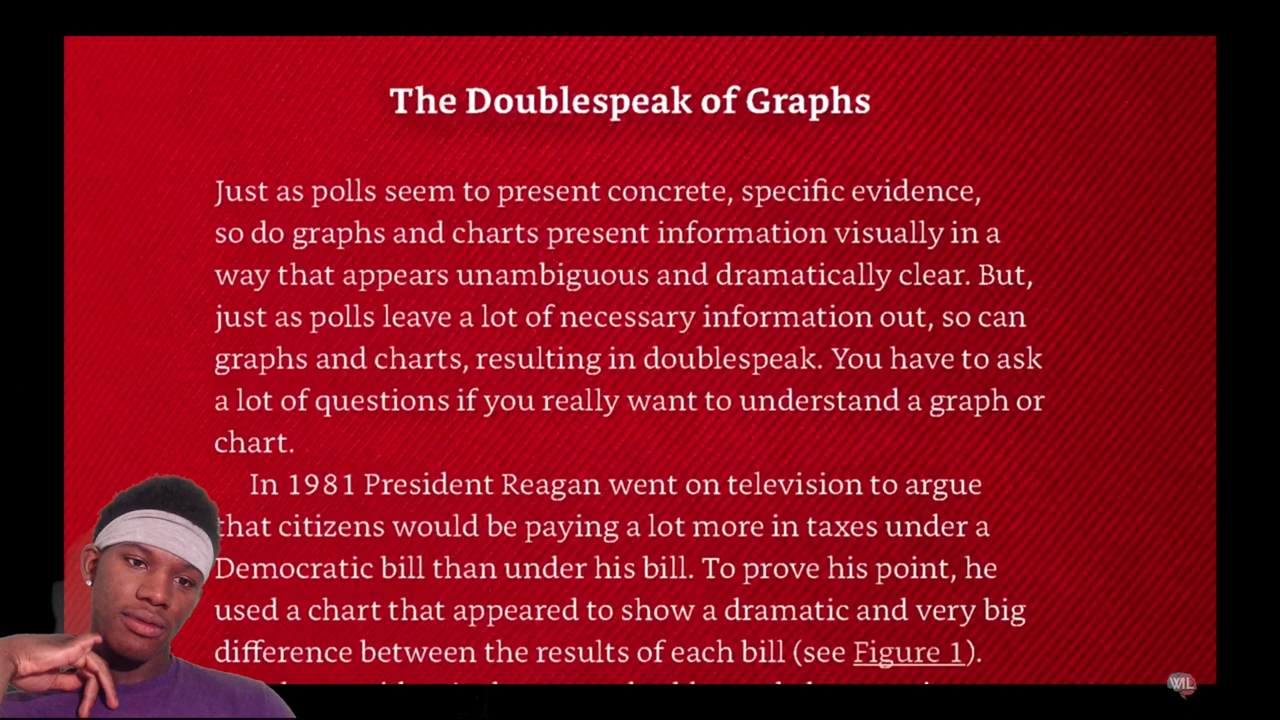 The Doublespeak of Graphs
Just as polls seem to present concrete, specific evidence,
so do graphs and charts present information visually in a
way that appears unambiguous and dramatically clear. But,
just as polls leave a lot of necessary information out, so can
graphs and charts, resulting in doublespeak. You have to ask
a lot of questions if you really want to understand a graph or
chart.
In 1981 President Reagan went on television to argue
that citizens would be paying a lot more in taxes under a
Democratic bill than under his bill. To prove his point, he
used a chart that appeared to show a dramatic and very big
difference between the results of each bill (see Figure 1).
WIL